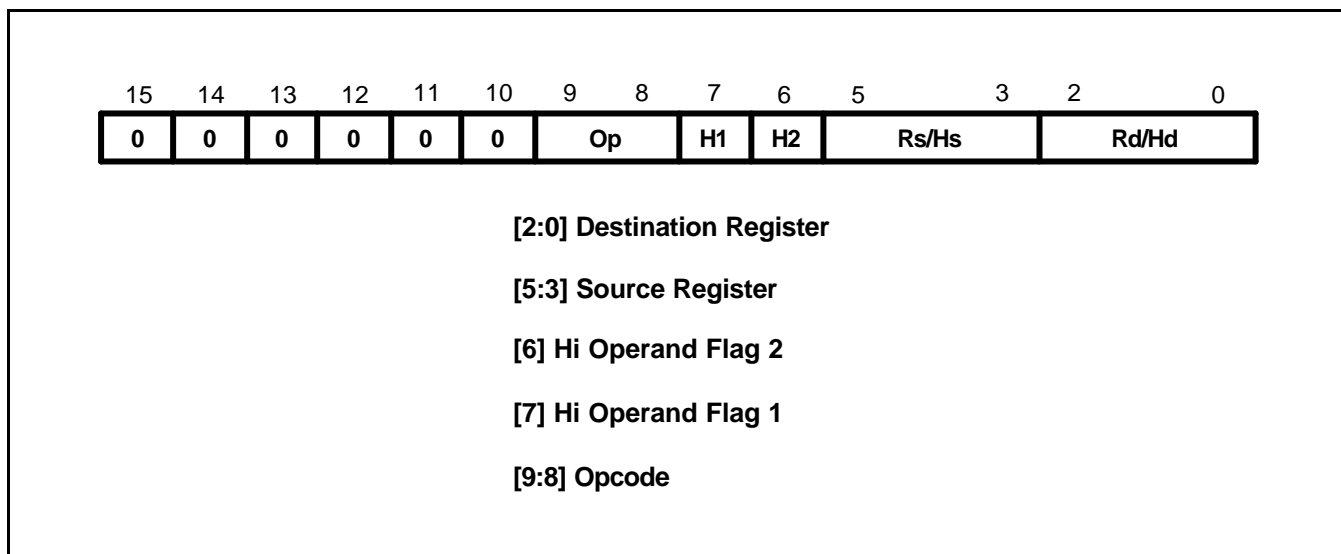 15 14 13 12 11 10 9 8 7 6 5 3 2 0
0 0 0 0 0 0 Op H1 H2 Rs/Hs Rd/Hd
[2:0] Destination Register
[5:3] Source Register
[6] Hi Operand Flag 2
[7] Hi Operand Flag 1
[9:8] Opcode